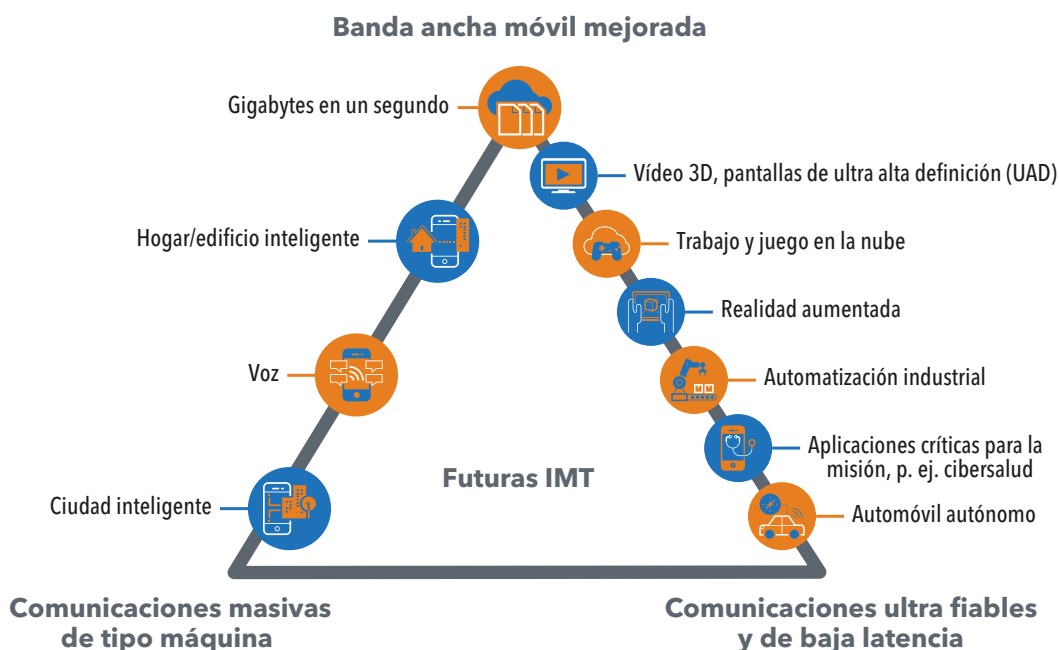 Banda ancha móvil mejorada
Gigabytes en un segundo
Vídeo 3D, pantallas de ultra alta definición (UAD)
Hogar/edificio inteligente
Trabajo y juego en la nube
Realidad aumentada
Voz
Automatización industrial
Aplicaciones críticas para la
misión, p. ej. cibersalud
Futuras IMT
Ciudad inteligente
Automóvil autónomo
Comunicaciones masivas
de tipo máquina
Comunicaciones ultra fiables
y de baja latencia